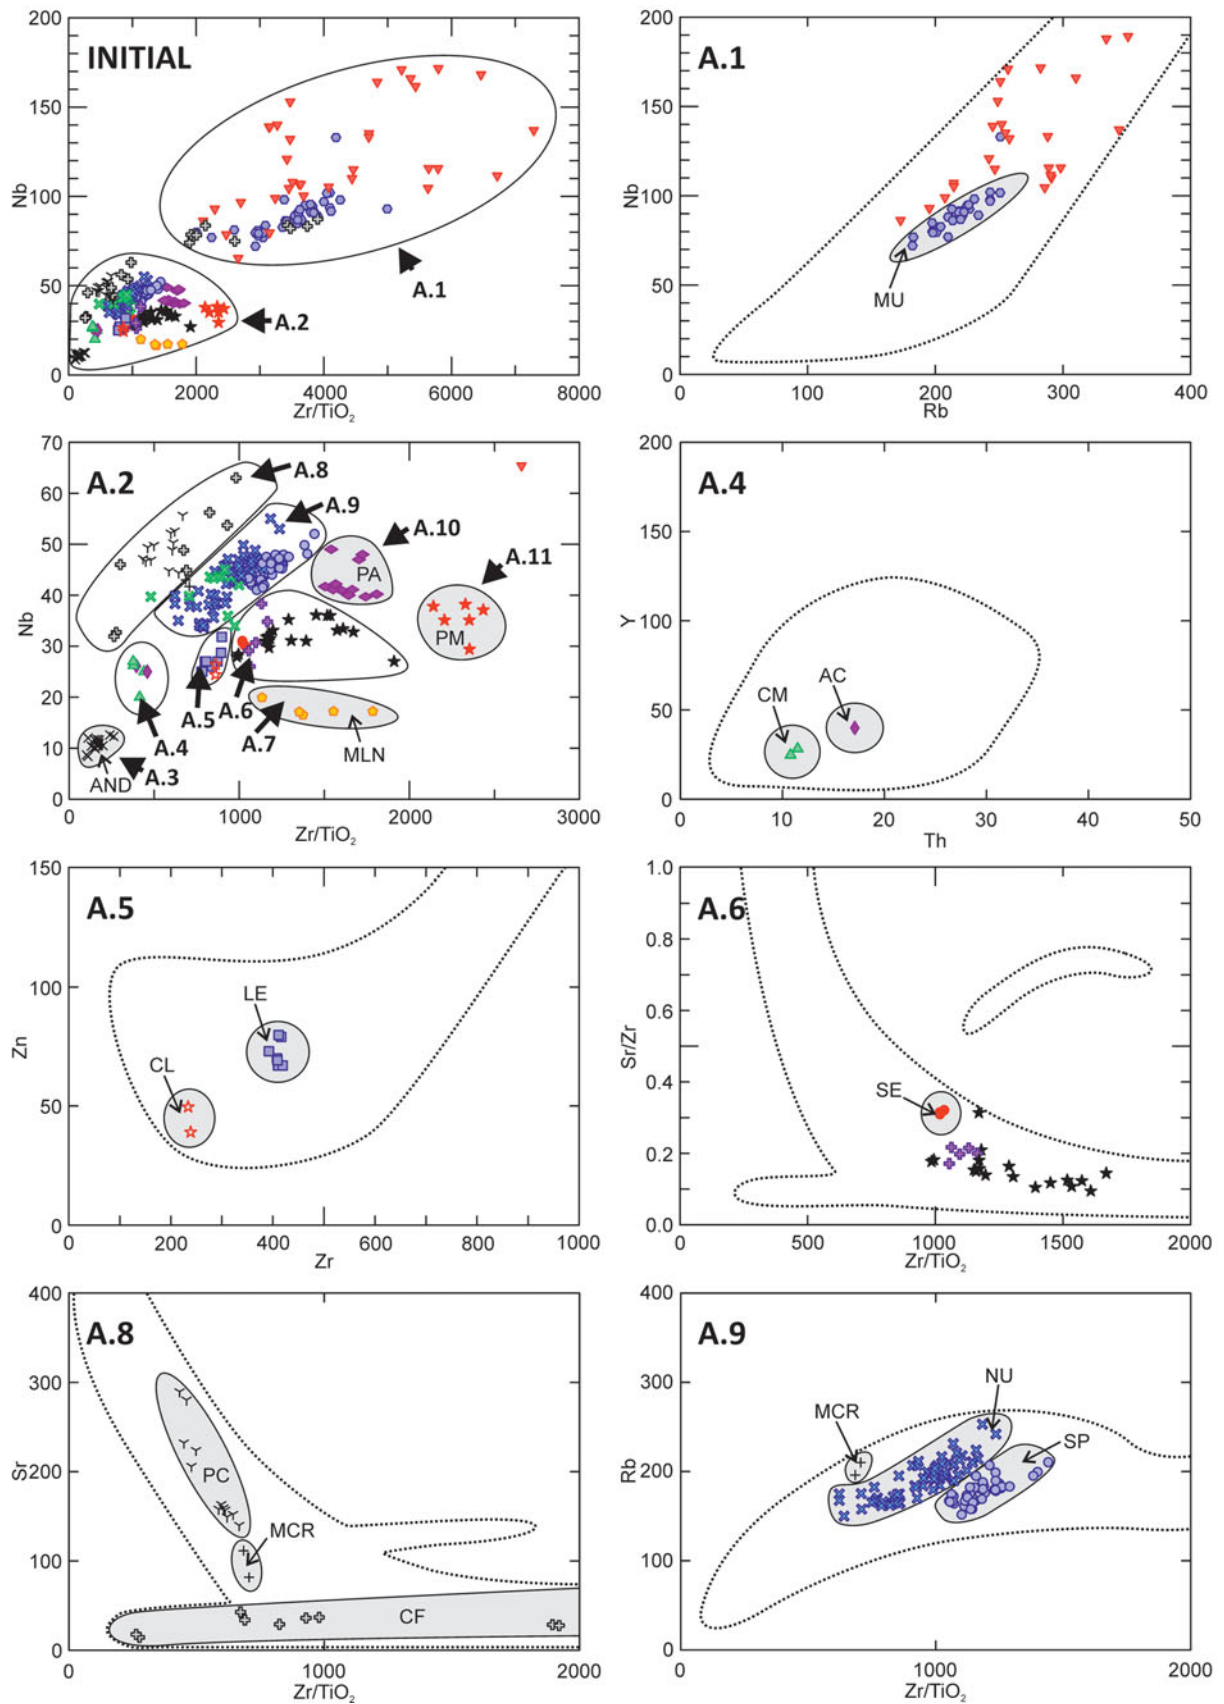 INITIAL
Nb
200
150
100
50
0
0 2000 4000 6000 8000
Zr/TiO2
A.1
A.2
A.1
Nb
200
150
100
50
0
0 100 200 300 400
Rb
MU
A.2
Nb
70
60
50
40
30
20
10
0
0 1000 2000 3000
Zr/TiO2
A.8
A.9
A.10
A.11
PA
PM
A.5
A.6
A.7
A.4
A.3
AND
MLN
A.4
Y
200
150
100
50
0
0 10 20 30 40 50
Th
CM
AC
A.5
Zn
150
100
50
0
0 200 400 600 800 1000
Zr
LE
CL
A.6
Sr/Zr
1.0
0.8
0.6
0.4
0.2
0.0
0 500 1000 1500 2000
Zr/TiO2
SE
A.8
Sr
400
300
200
100
0
0 1000 2000
Zr/TiO2
PC
MCR
CF
A.9
Rb
400
300
200
100
0
0 1000 2000
Zr/TiO2
MCR
NU
SP